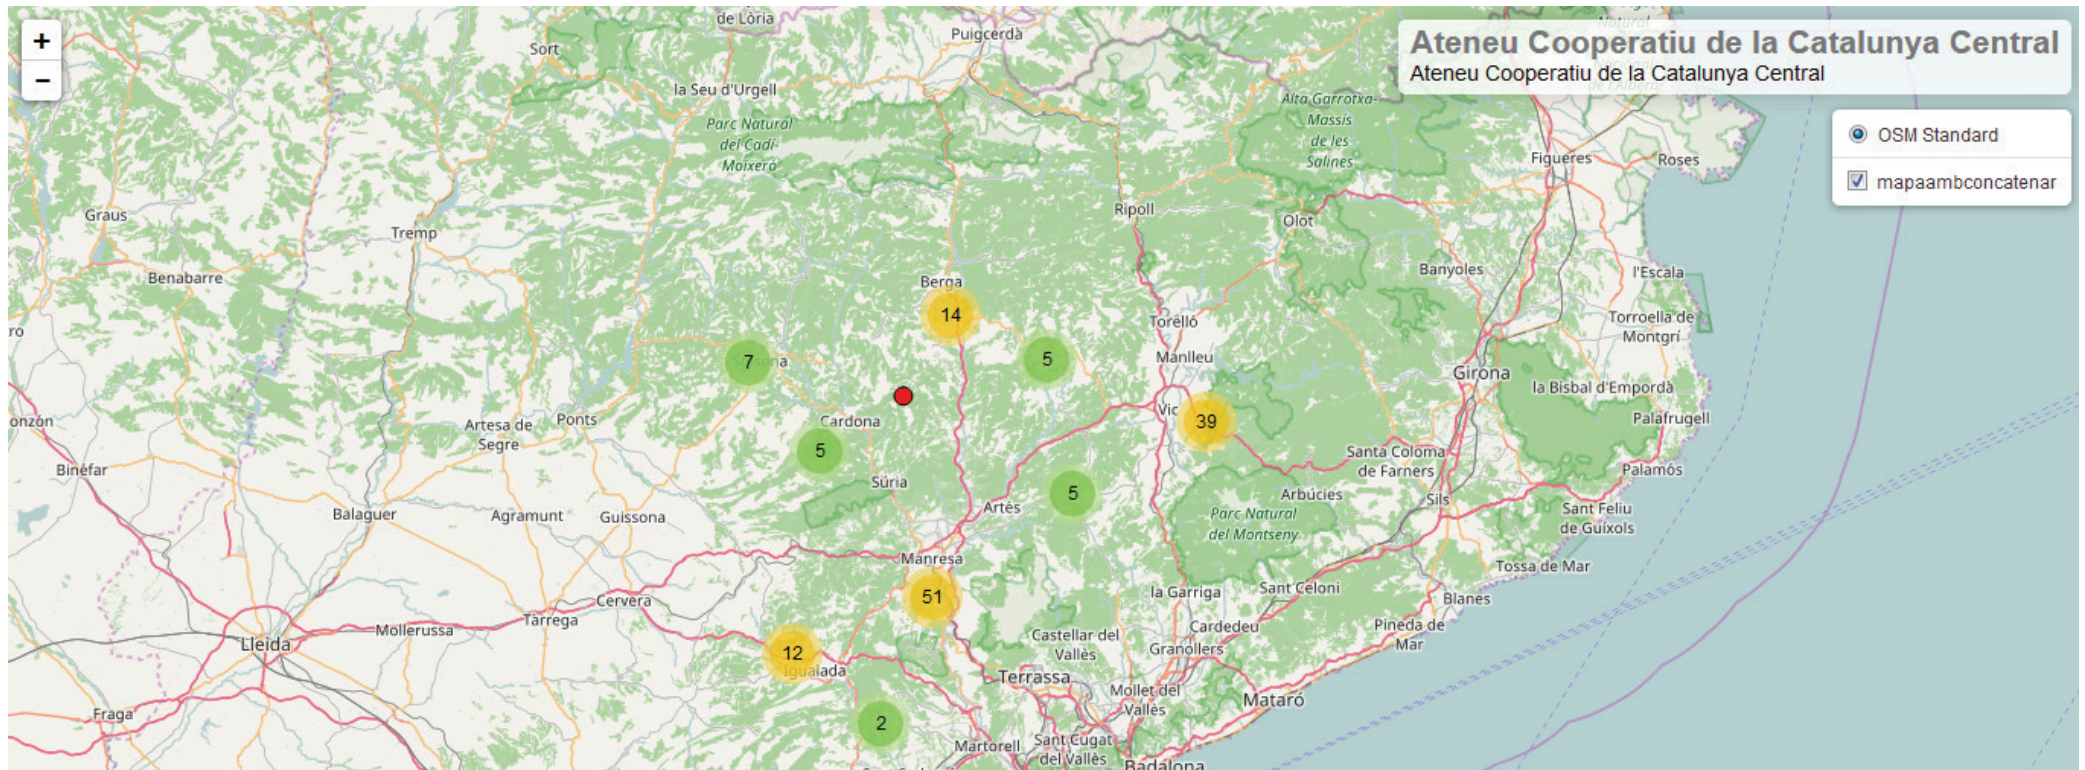 +
−
Ateneu Cooperatiu de la Catalunya Central
Ateneu Cooperatiu de la Catalunya Central
OSM Standard
mapaambconcatenar
de Lòria
Puigcerdà
Sort
la Seu d'Urgell
Parc Natural
del Cadí-
Moixeró
Alta Garrotxa-
Massís
de les
Salines
Figueres
Roses
Graus
Tremp
Ripoll
Olot
Benabarre
Berga
Banyoles
l'Escala
14
Torelló
Torroella de
Montgrí
7
5
Manlleu
Girona
la Bisbal d'Empordà
Cardona
Ponts
Artesa de
Segre
39
Palafrugell
5
Santa Coloma
de Farners
Binéfar
Palamós
Súria
5
Artés
Arbúcies
Sils
Parc Natural
del Montseny
Sant Feliu
de Guíxols
Balaguer
Agramunt
Guissona
Manresa
Tossa de Mar
51
la Garriga
Sant Celoni
Blanes
Cervera
Tàrrega
Mollerussa
Lleida
Castellar del
Vallès
Cardedeu
Granollers
Pineda de
Mar
12
Igualada
Terrassa
Mollet del
Vallès
Mataró
Fraga
2
Martorell
Sant Cugat
del Vallès
Badalona